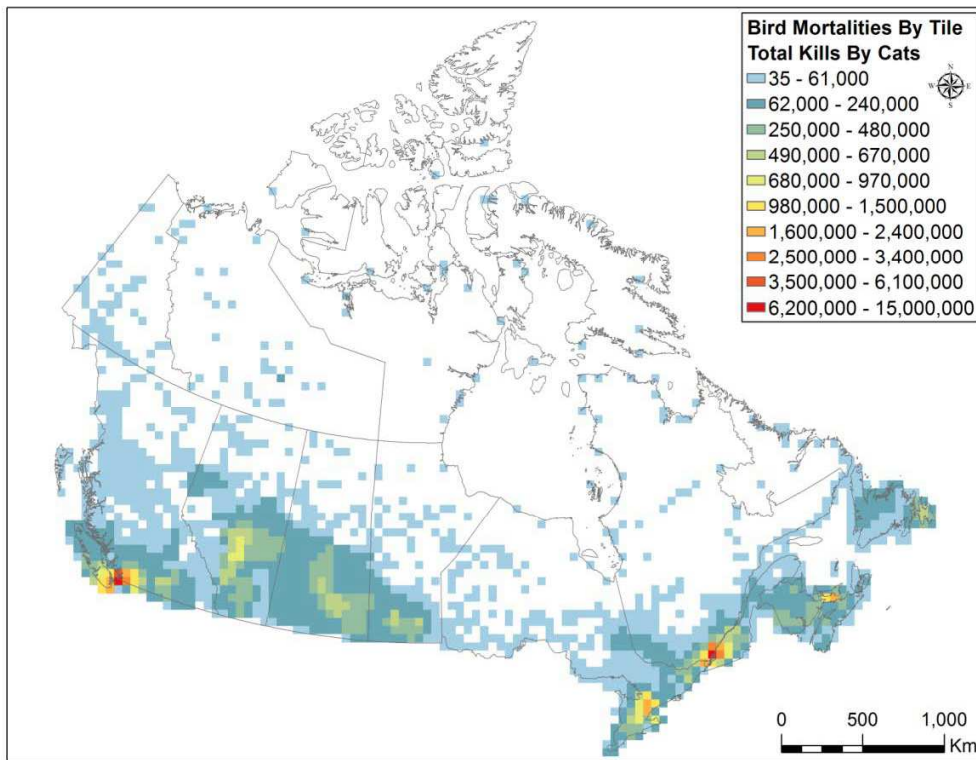 Bird Mortalities By Tile
Total Kills By Cats
35 - 61,000
62,000 - 240,000
250,000 - 480,000
490,000 - 670,000
680,000 - 970,000
980,000 - 1,500,000
1,600,000 - 2,400,000
2,500,000 - 3,400,000
3,500,000 - 6,100,000
6,200,000 - 15,000,000
N
W E
S
0 500 1,000
Km